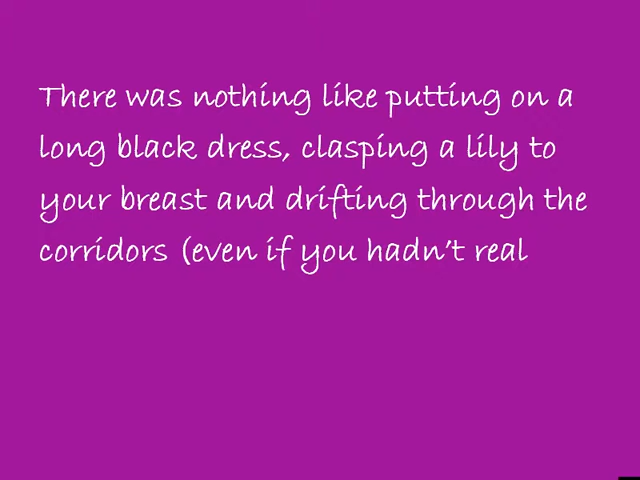 There was nothing like putting on a
long black dress, clasping a lily to
your breast and drifting through the
corridors (even if you hadn't real